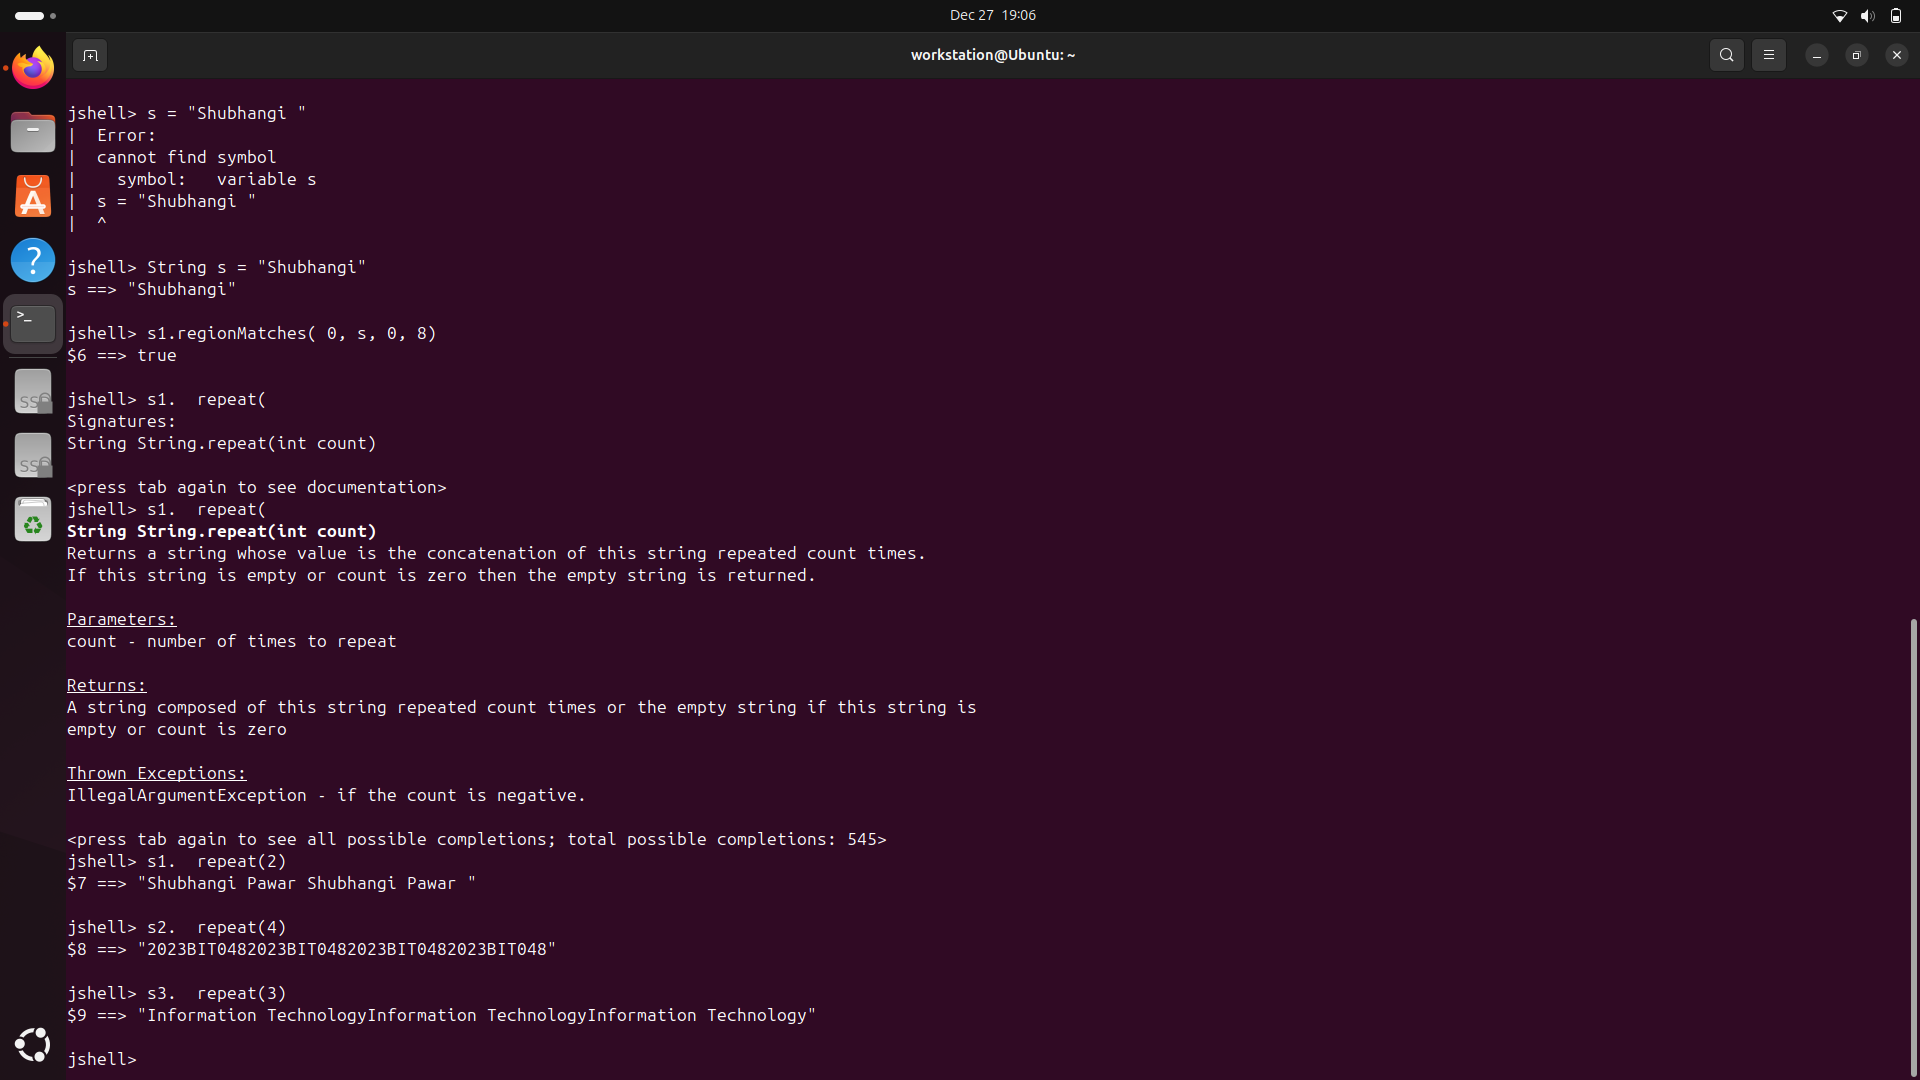 Dec 27  19:06
workstation@Ubuntu: ~
jshell> s = "Shubhangi "
|  Error:
|  cannot find symbol
|    symbol:   variable s
|  s = "Shubhangi "
|  ^
jshell> String s = "Shubhangi"
s ==> "Shubhangi"
jshell> s1.regionMatches( 0, s, 0, 8)
$6 ==> true
jshell> s1.  repeat(
Signatures:
String String.repeat(int count)
<press tab again to see documentation>
jshell> s1.  repeat(
String String.repeat(int count)
Returns a string whose value is the concatenation of this string repeated count times.
If this string is empty or count is zero then the empty string is returned.
Parameters:
count - number of times to repeat
Returns:
A string composed of this string repeated count times or the empty string if this string is
empty or count is zero
Thrown Exceptions:
IllegalArgumentException - if the count is negative.
<press tab again to see all possible completions; total possible completions: 545>
jshell> s1.  repeat(2)
$7 ==> "Shubhangi Pawar Shubhangi Pawar "
jshell> s2.  repeat(4)
$8 ==> "2023BIT0482023BIT0482023BIT0482023BIT048"
jshell> s3.  repeat(3)
$9 ==> "Information TechnologyInformation TechnologyInformation Technology"
jshell>